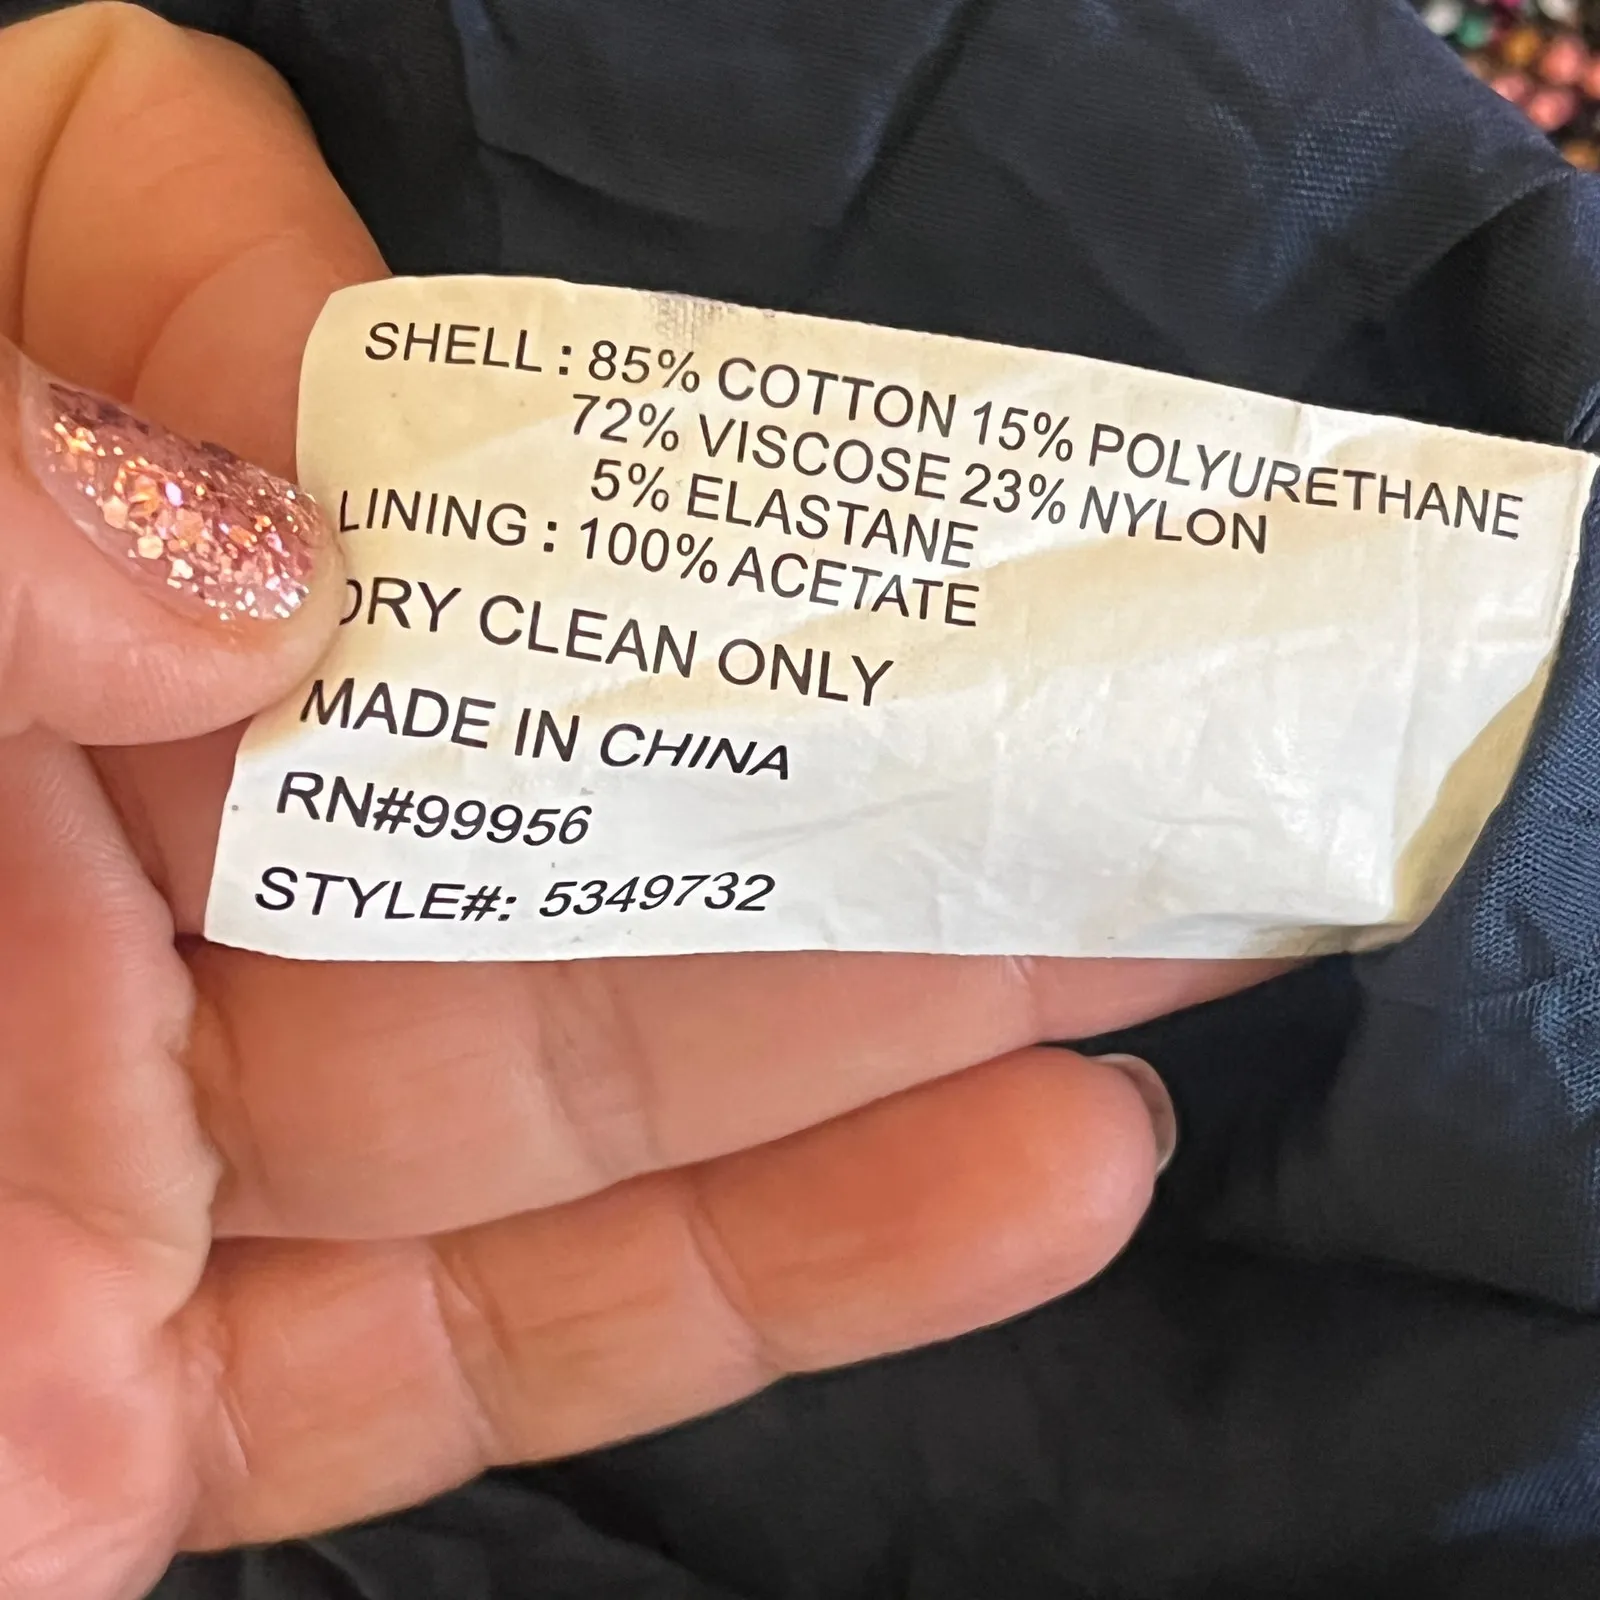 SHELL : 85% COTTON 15% POLYURETHANE
72% VISCOSE 23% NYLON
5% ELASTANE
LINING : 100% ACETATE
DRY CLEAN ONLY
MADE IN CHINA
RN#99956
STYLE#: 5349732